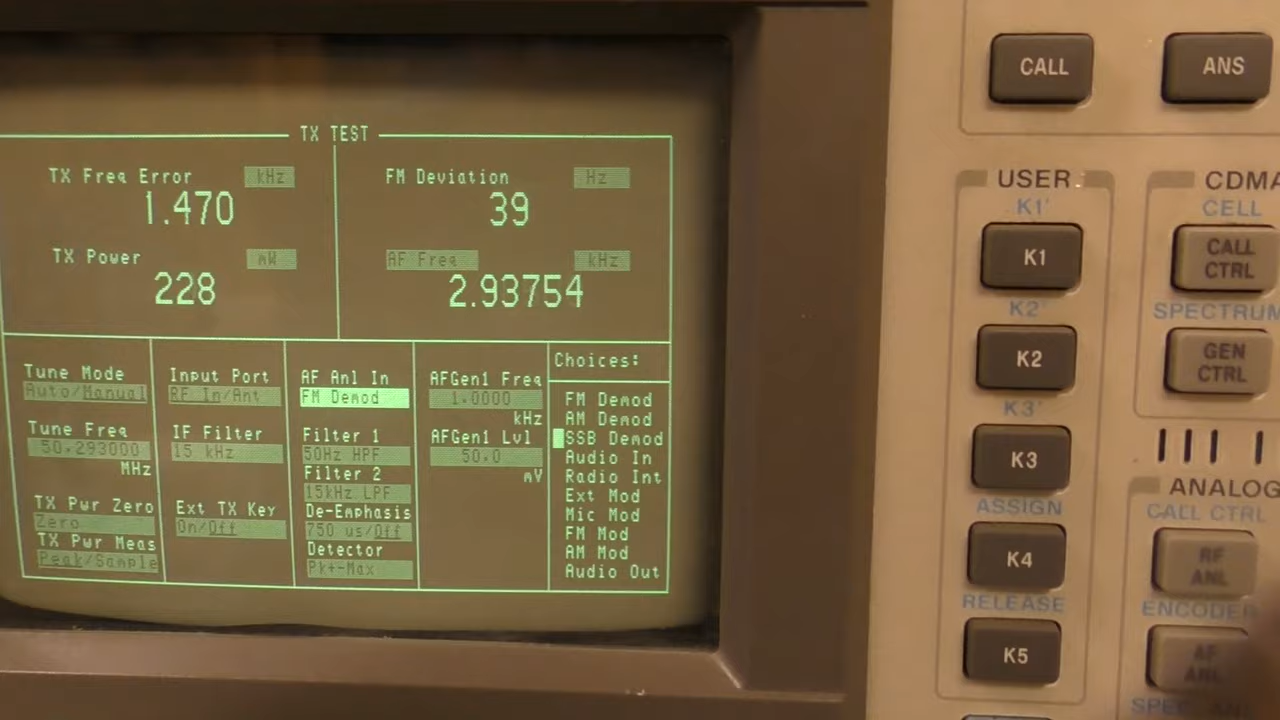 TX TEST
TX Freq Error
kHz
1.470
FM Deviation
Hz
39
TX Power
mW
228
AF Freq
kHz
2.93754
Tune Mode
Auto/Manual
Tune Freq
50.293000
MHz
TX Pwr Zero
Zero
TX Pwr Meas
Peak/Sample
Input Port
RF In/Ant
IF Filter
15 kHz
Ext TX Key
On/Off
AF Anl In
FM Demod
Filter 1
50Hz HPF
Filter 2
15kHz LPF
De-Emphasis
750 us/Off
Detector
Pk+-Max
AFGen1 Freq
1.0000
kHz
AFGen1 Lvl
50.0
mV
Choices:
FM Demod
AM Demod
SSB Demod
Audio In
Radio Int
Ext Mod
Mic Mod
FM Mod
AM Mod
Audio Out
CALL
ANS
USER
K1'
K1
K2'
K2
K3'
K3
ASSIGN
K4
RELEASE
K5
CDMA
CELL
CALL
CTRL
SPECTRUM
GEN
CTRL
ANALOG
CALL CTRL
RF
ANL
ENCODER
AF
ANL